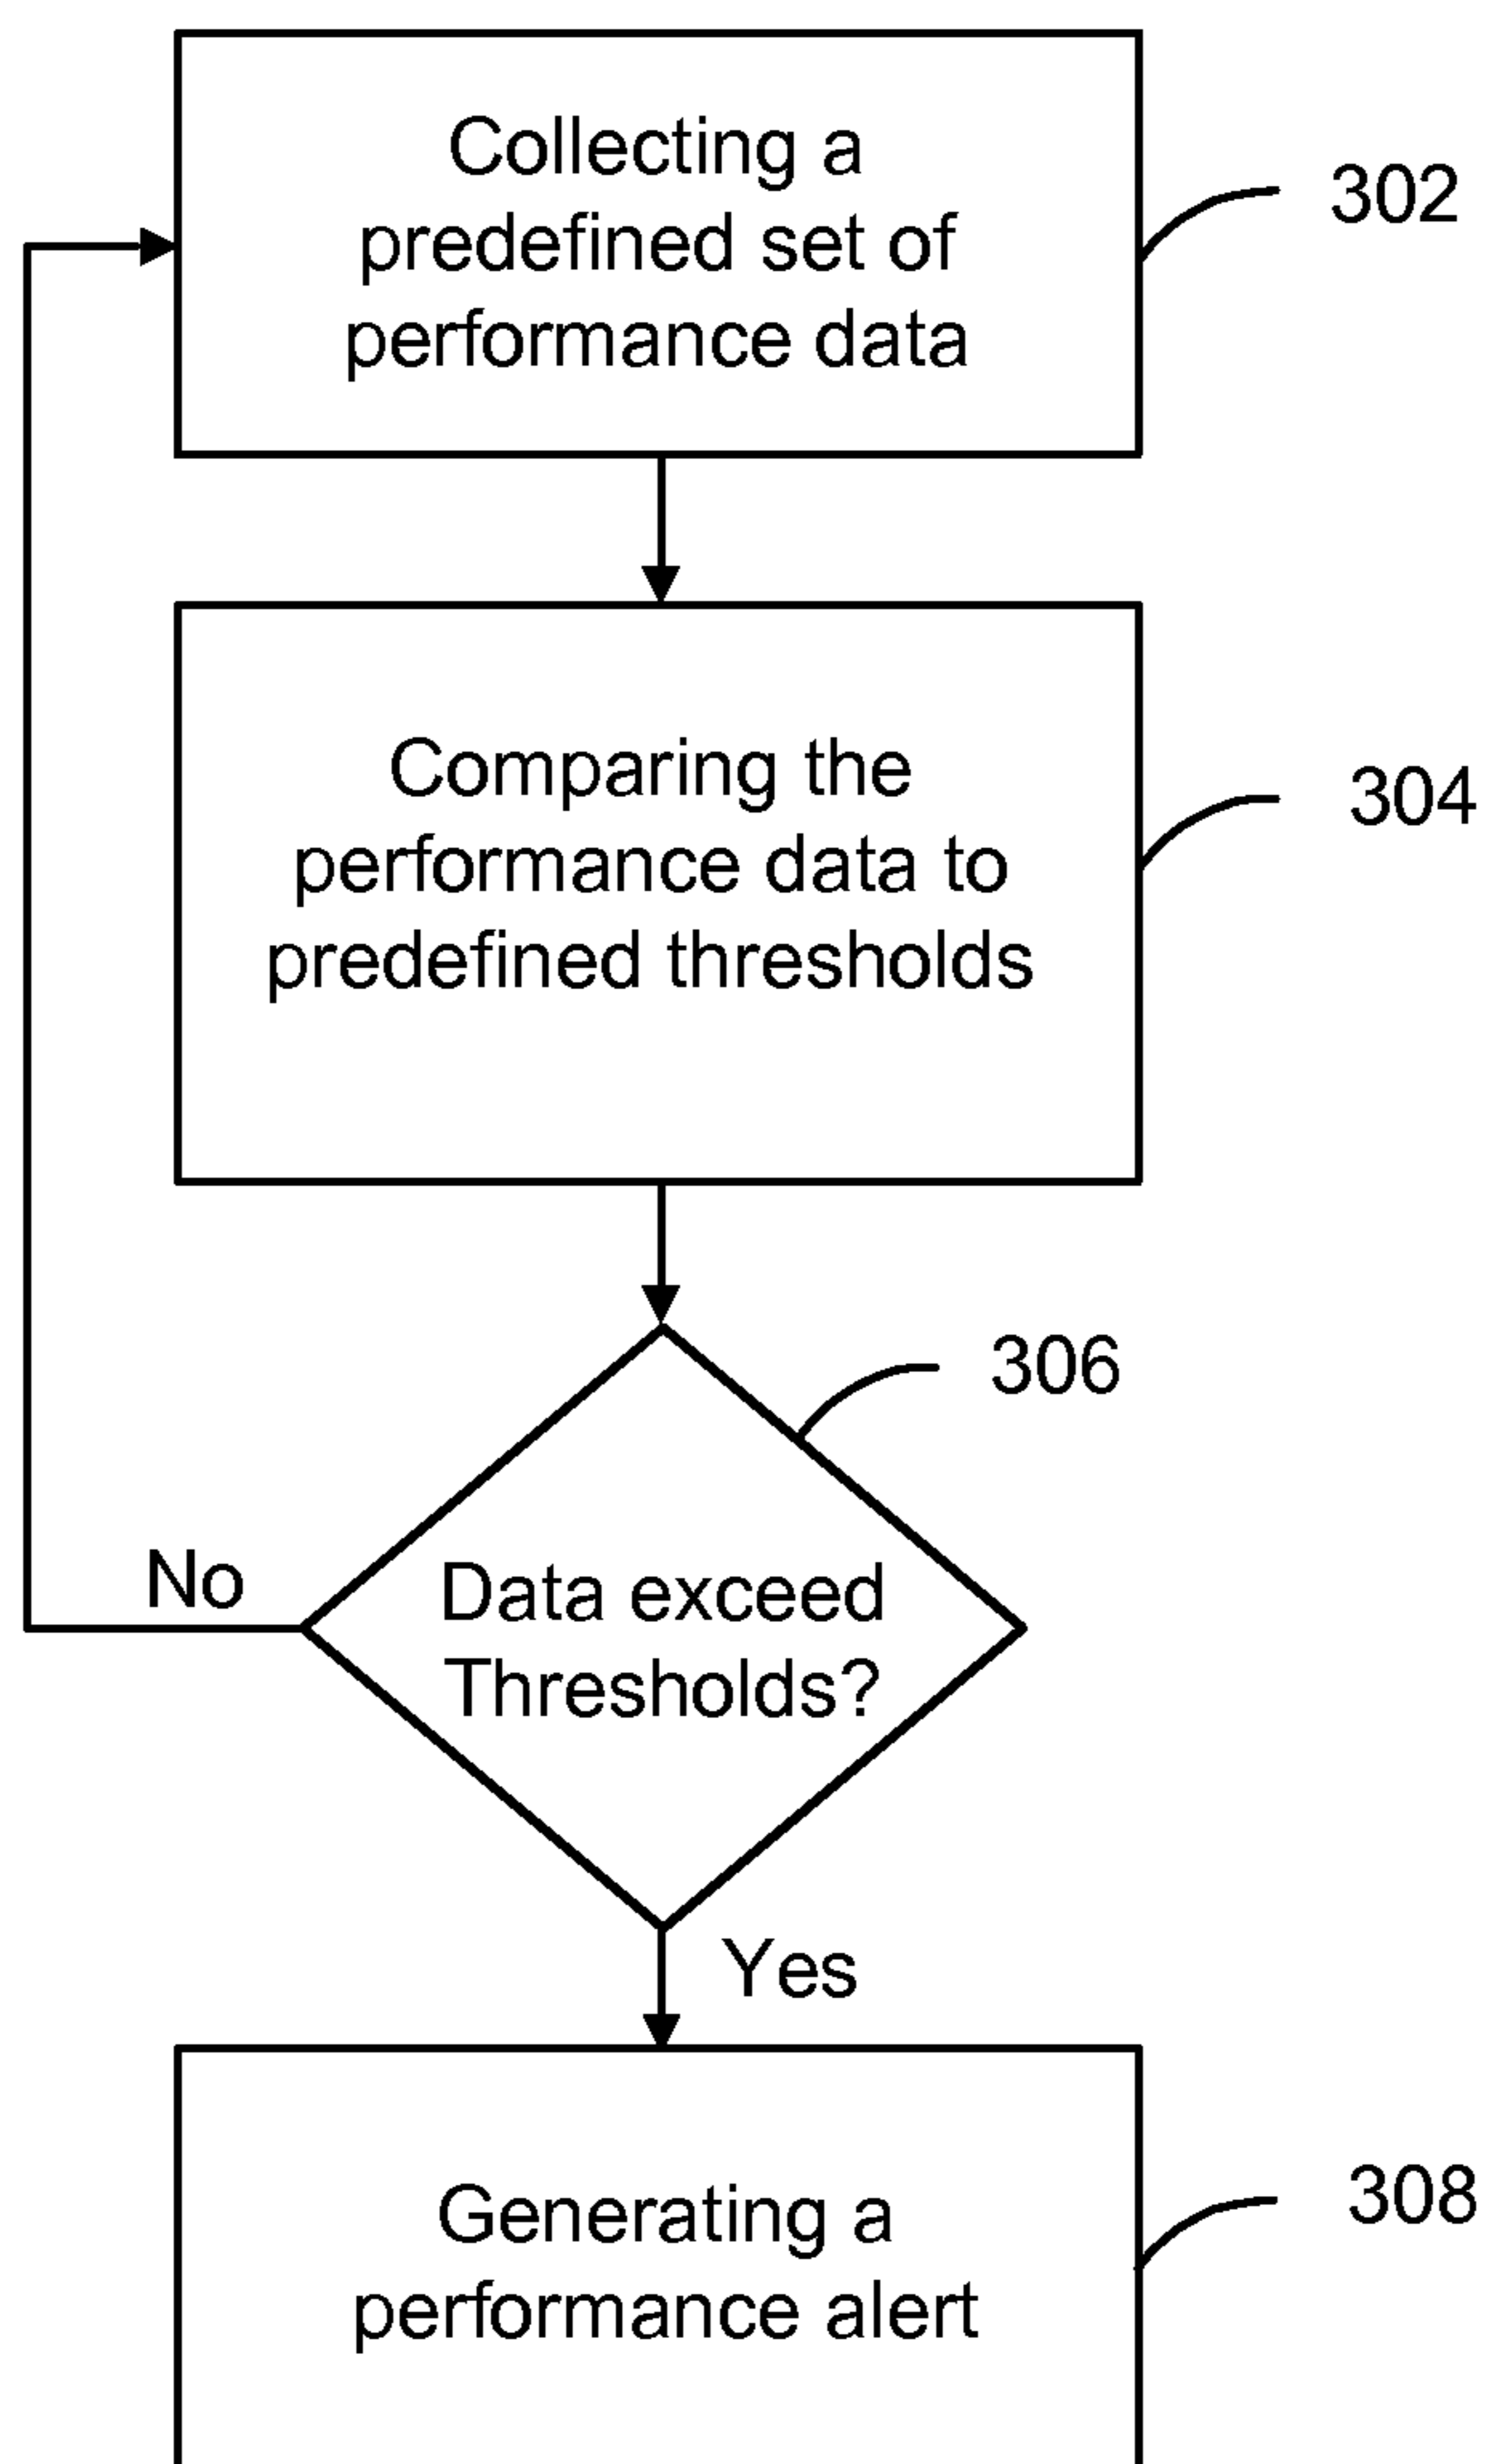 Collecting a
predefined set of
performance data
302
Comparing the
performance data to
predefined thresholds
304
306
Data exceed
Thresholds?
No
Yes
Generating a
performance alert
308